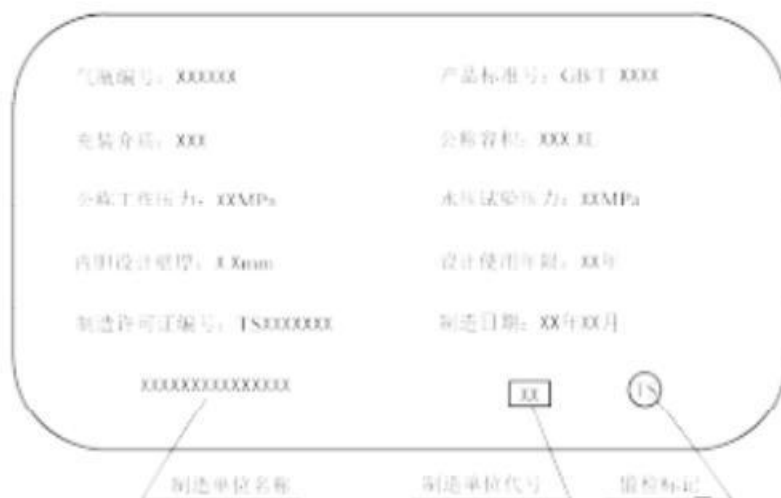 气瓶编号：XXXXXX 产品标准号：GB/T XXXX
充装介质：XXX 公称容积：XXX.XL
公称工作压力：XXMPa 水压试验压力：XXMPa
内胆设计壁厚：X.Xmm 设计使用年限：XX年
制造许可证编号：TSXXXXXXX 制造日期：XX年XX月
XXXXXXXXXXXXXXX XX TS
制造单位名称 制造单位代号 监检标记